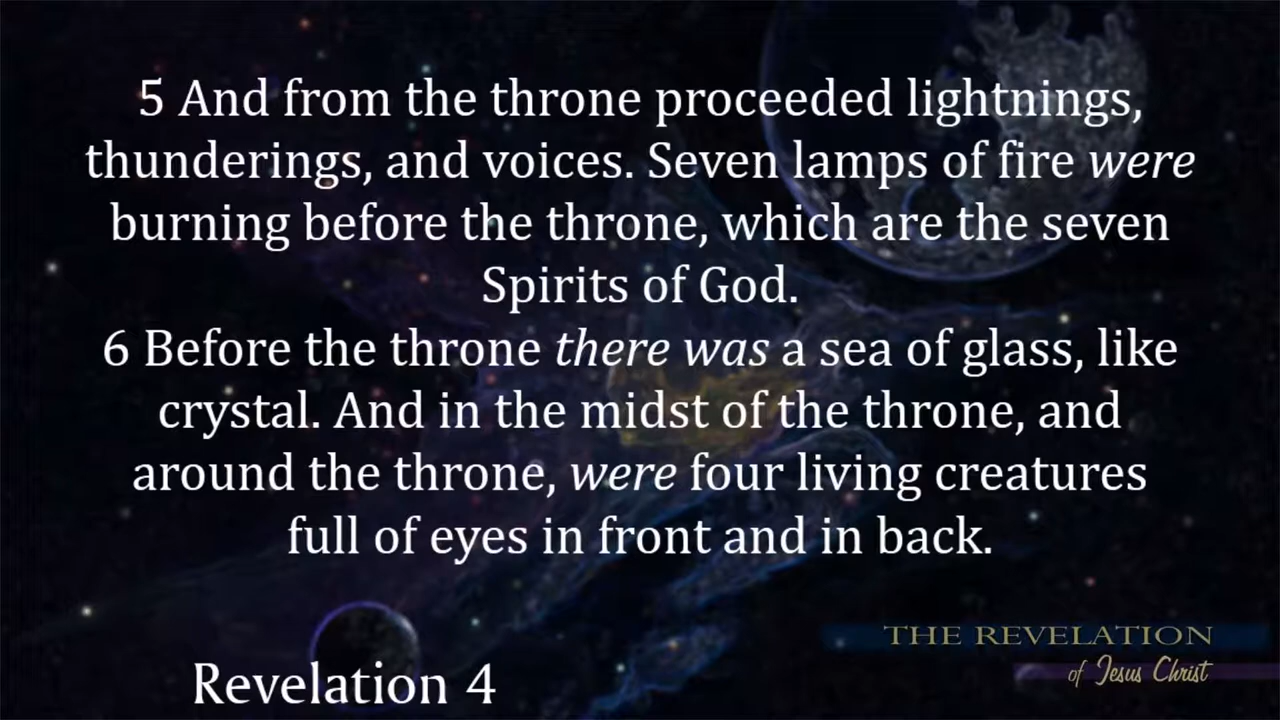 5 And from the throne proceeded lightnings,
thunderings, and voices. Seven lamps of fire were
burning before the throne, which are the seven
Spirits of God.
6 Before the throne there was a sea of glass, like
crystal. And in the midst of the throne, and
around the throne, were four living creatures
full of eyes in front and in back.
Revelation 4
THE REVELATION
of Jesus Christ